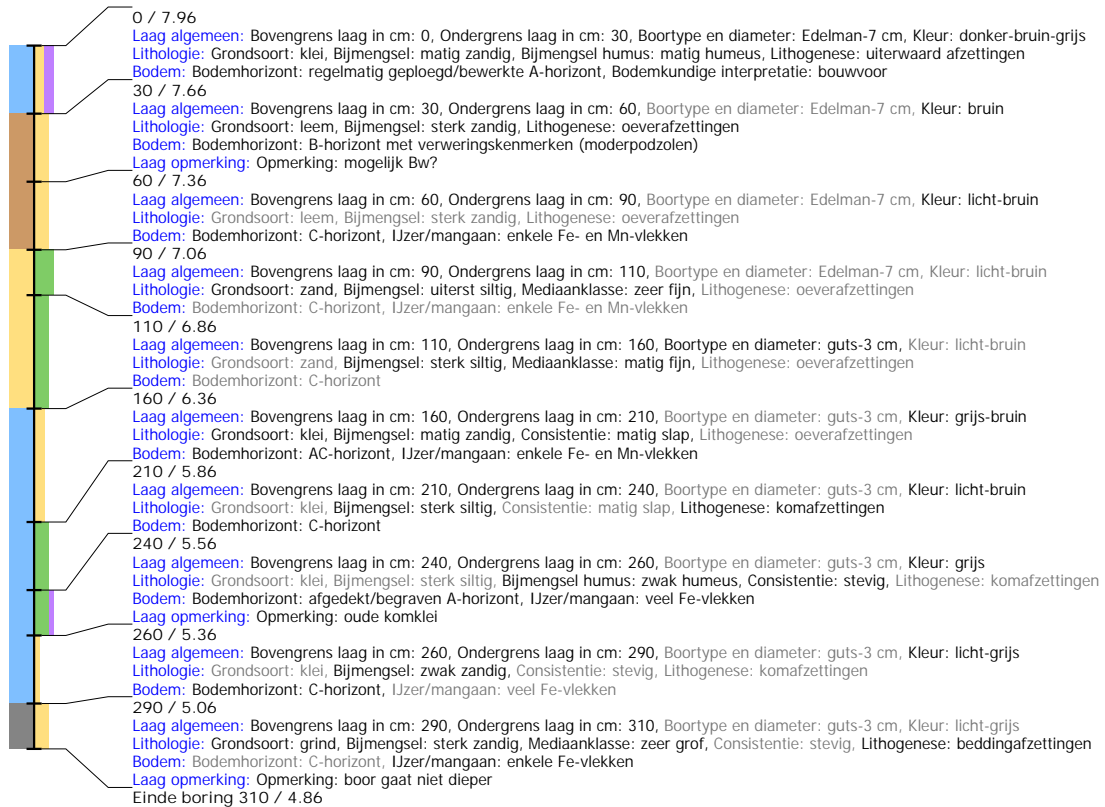 0 / 7.96
Laag algemeen: Bovengrens laag in cm: 0, Ondergrens laag in cm: 30, Boortype en diameter: Edelman-7 cm, Kleur: donker-bruin-grijs
Lithologie: Grondsoort: klei, Bijmengsel: matig zandig, Bijmengsel humus: matig humeus, Lithogenese: uiterwaard afzettingen
Bodem: Bodemhorizont: regelmatig geploegd/bewerkte A-horizont, Bodemkundige interpretatie: bouwvoor
30 / 7.66
Laag algemeen: Bovengrens laag in cm: 30, Ondergrens laag in cm: 60, Boortype en diameter: Edelman-7 cm, Kleur: bruin
Lithologie: Grondsoort: leem, Bijmengsel: sterk zandig, Lithogenese: oeverafzettingen
Bodem: Bodemhorizont: B-horizont met verweringskenmerken (moderpodzolen)
Laag opmerking: Opmerking: mogelijk Bw?
60 / 7.36
Laag algemeen: Bovengrens laag in cm: 60, Ondergrens laag in cm: 90, Boortype en diameter: Edelman-7 cm, Kleur: licht-bruin
Lithologie: Grondsoort: leem, Bijmengsel: sterk zandig, Lithogenese: oeverafzettingen
Bodem: Bodemhorizont: C-horizont, IJzer/mangaan: enkele Fe- en Mn-vlekken
90 / 7.06
Laag algemeen: Bovengrens laag in cm: 90, Ondergrens laag in cm: 110, Boortype en diameter: Edelman-7 cm, Kleur: licht-bruin
Lithologie: Grondsoort: zand, Bijmengsel: uiterst siltig, Mediaanklasse: zeer fijn, Lithogenese: oeverafzettingen
Bodem: Bodemhorizont: C-horizont, IJzer/mangaan: enkele Fe- en Mn-vlekken
110 / 6.86
Laag algemeen: Bovengrens laag in cm: 110, Ondergrens laag in cm: 160, Boortype en diameter: guts-3 cm, Kleur: licht-bruin
Lithologie: Grondsoort: zand, Bijmengsel: sterk siltig, Mediaanklasse: matig fijn, Lithogenese: oeverafzettingen
Bodem: Bodemhorizont: C-horizont
160 / 6.36
Laag algemeen: Bovengrens laag in cm: 160, Ondergrens laag in cm: 210, Boortype en diameter: guts-3 cm, Kleur: grijs-bruin
Lithologie: Grondsoort: klei, Bijmengsel: matig zandig, Consistentie: matig slap, Lithogenese: oeverafzettingen
Bodem: Bodemhorizont: AC-horizont, IJzer/mangaan: enkele Fe- en Mn-vlekken
210 / 5.86
Laag algemeen: Bovengrens laag in cm: 210, Ondergrens laag in cm: 240, Boortype en diameter: guts-3 cm, Kleur: licht-bruin
Lithologie: Grondsoort: klei, Bijmengsel: sterk siltig, Consistentie: matig slap, Lithogenese: komafzettingen
Bodem: Bodemhorizont: C-horizont
240 / 5.56
Laag algemeen: Bovengrens laag in cm: 240, Ondergrens laag in cm: 260, Boortype en diameter: guts-3 cm, Kleur: grijs
Lithologie: Grondsoort: klei, Bijmengsel: sterk siltig, Bijmengsel humus: zwak humeus, Consistentie: stevig, Lithogenese: komafzettingen
Bodem: Bodemhorizont: afgedekt/begraven A-horizont, IJzer/mangaan: veel Fe-vlekken
Laag opmerking: Opmerking: oude komklei
260 / 5.36
Laag algemeen: Bovengrens laag in cm: 260, Ondergrens laag in cm: 290, Boortype en diameter: guts-3 cm, Kleur: licht-grijs
Lithologie: Grondsoort: klei, Bijmengsel: zwak zandig, Consistentie: stevig, Lithogenese: komafzettingen
Bodem: Bodemhorizont: C-horizont, IJzer/mangaan: veel Fe-vlekken
290 / 5.06
Laag algemeen: Bovengrens laag in cm: 290, Ondergrens laag in cm: 310, Boortype en diameter: guts-3 cm, Kleur: licht-grijs
Lithologie: Grondsoort: grind, Bijmengsel: sterk zandig, Mediaanklasse: zeer grof, Consistentie: stevig, Lithogenese: beddingafzettingen
Bodem: Bodemhorizont: C-horizont, IJzer/mangaan: enkele Fe-vlekken
Laag opmerking: Opmerking: boor gaat niet dieper
Einde boring 310 / 4.86